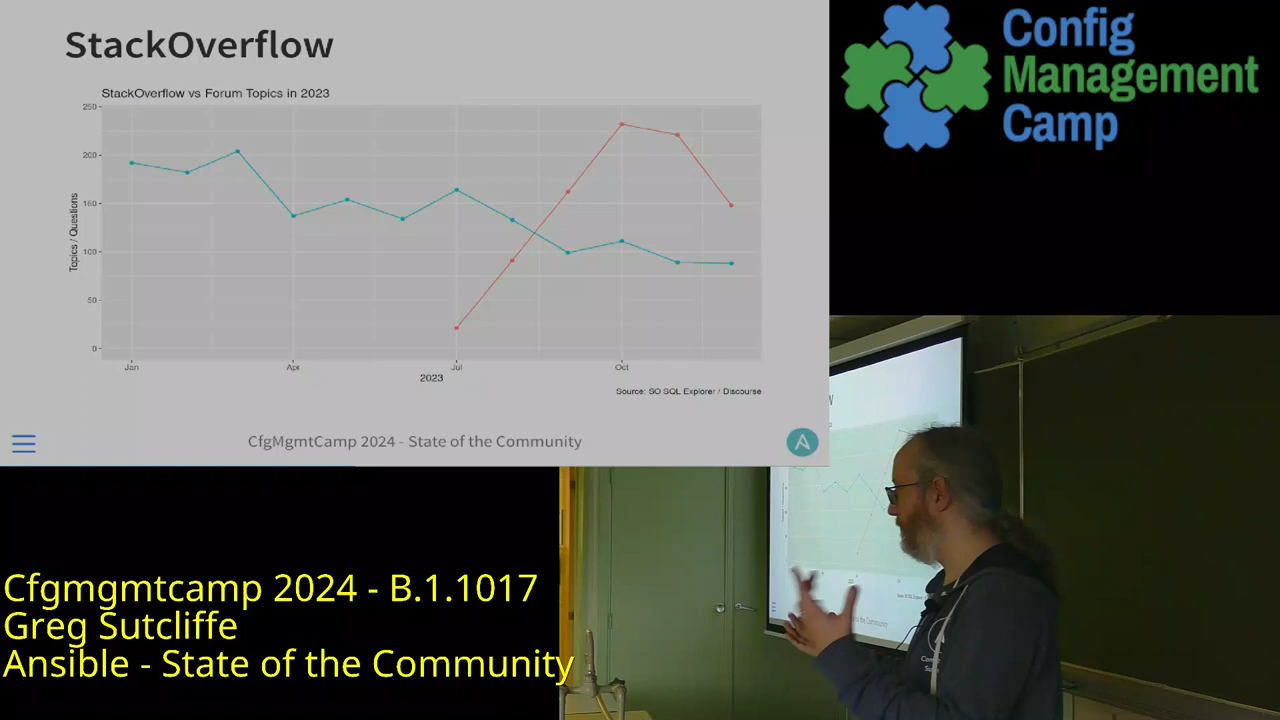 StackOverflow
StackOverflow vs Forum Topics in 2023
250
200
150
100
50
0
Topics / Questions
Jan
Apr
Jul
Oct
2023
Source: SO SQL Explorer / Discourse
CfgMgmtCamp 2024 - State of the Community
A
Config
Management
Camp
Cfgmgmtcamp 2024 - B.1.1017
Greg Sutcliffe
Ansible - State of the Community